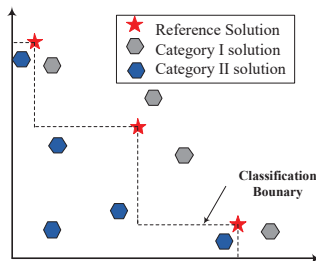 Reference Solution
Category I solution
Category II solution
Classification
Bounary